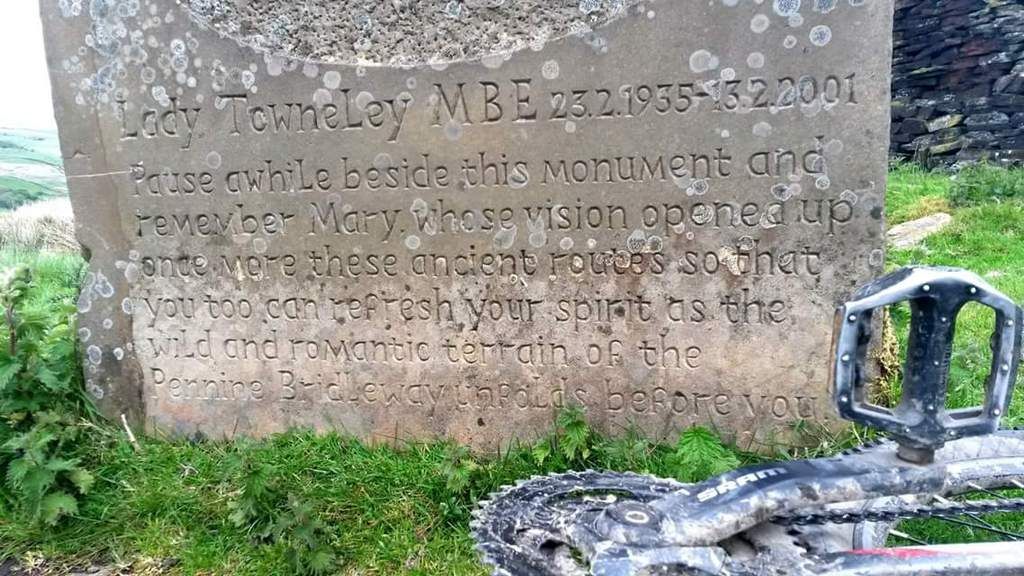 Lady Towneley MBE 23.2.1935-13.2.2001
Pause awhile beside this monument and
remember Mary, whose vision opened up
once more these ancient routes so that
you too can refresh your spirit as the
wild and romantic terrain of the
Pennine Bridleway unfolds before you
SRAM